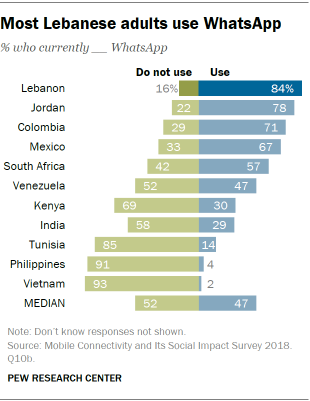 Most Lebanese adults use WhatsApp
% who currently __ WhatsApp
Do not use Use
Lebanon 16% 84%
Jordan 22 78
Colombia 29 71
Mexico 33 67
South Africa 42 57
Venezuela 52 47
Kenya 69 30
India 58 29
Tunisia 85 14
Philippines 91 4
Vietnam 93 2
MEDIAN 52 47
Note: Don't know responses not shown.
Source: Mobile Connectivity and Its Social Impact Survey 2018.
Q10b.
PEW RESEARCH CENTER